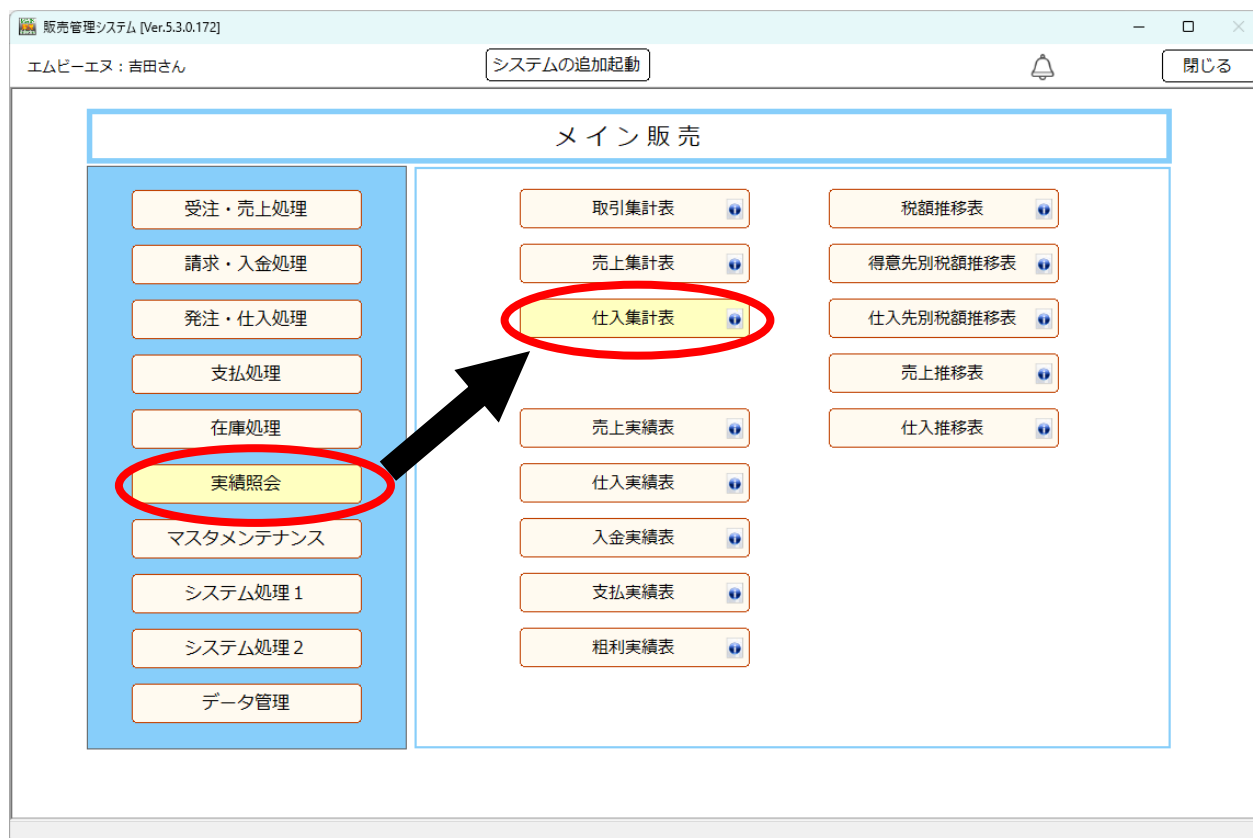 販売管理システム [Ver.5.3.0.172]
エムビーエヌ：吉田さん
システムの追加起動
閉じる
メイン販売
受注・売上処理
請求・入金処理
発注・仕入処理
支払処理
在庫処理
実績照会
マスタメンテナンス
システム処理１
システム処理２
データ管理
取引集計表
売上集計表
仕入集計表
売上実績表
仕入実績表
入金実績表
支払実績表
粗利実績表
税額推移表
得意先別税額推移表
仕入先別税額推移表
売上推移表
仕入推移表